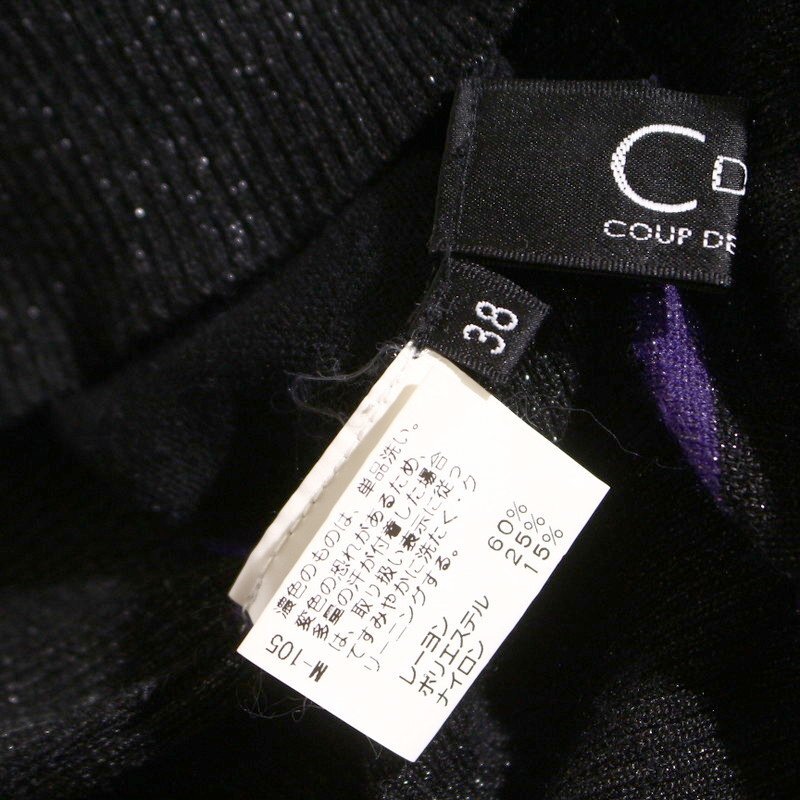 C D
COUP DE
38
濃色のものは、単品洗い。
変色の恐れがあるため、
多量の汗が付着した場合
は、取り扱い表示に従っ
てすみやかに洗たく
リーニングする。
M-105
レーヨン 60%
ポリエステル 25%
ナイロン 15%